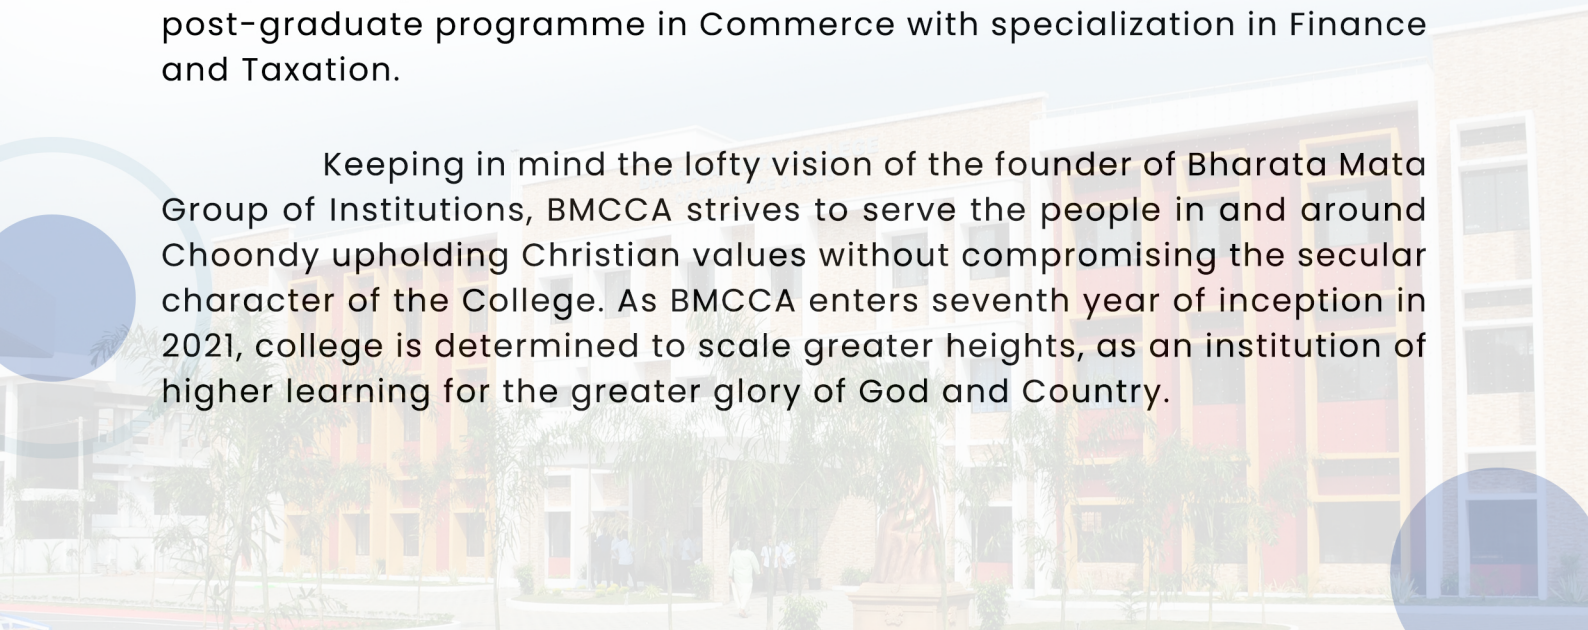 post-graduate programme in Commerce with specialization in Finance
and Taxation.
Keeping in mind the lofty vision of the founder of Bharata Mata
Group of Institutions, BMCCA strives to serve the people in and around
Choondy upholding Christian values without compromising the secular
character of the College. As BMCCA enters seventh year of inception in
2021, college is determined to scale greater heights, as an institution of
higher learning for the greater glory of God and Country.